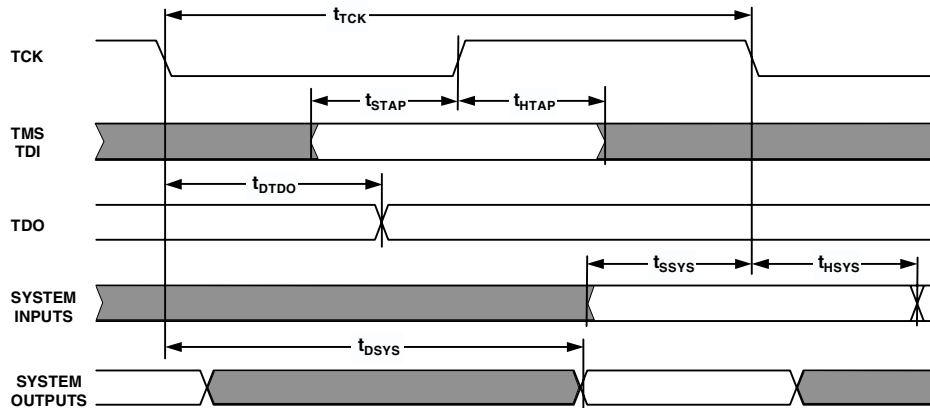 tTCK
TCK
tSTAP
tHTAP
TMS
TDI
tDTDO
TDO
tSSYS
tHSYS
SYSTEM
INPUTS
tDSYS
SYSTEM
OUTPUTS